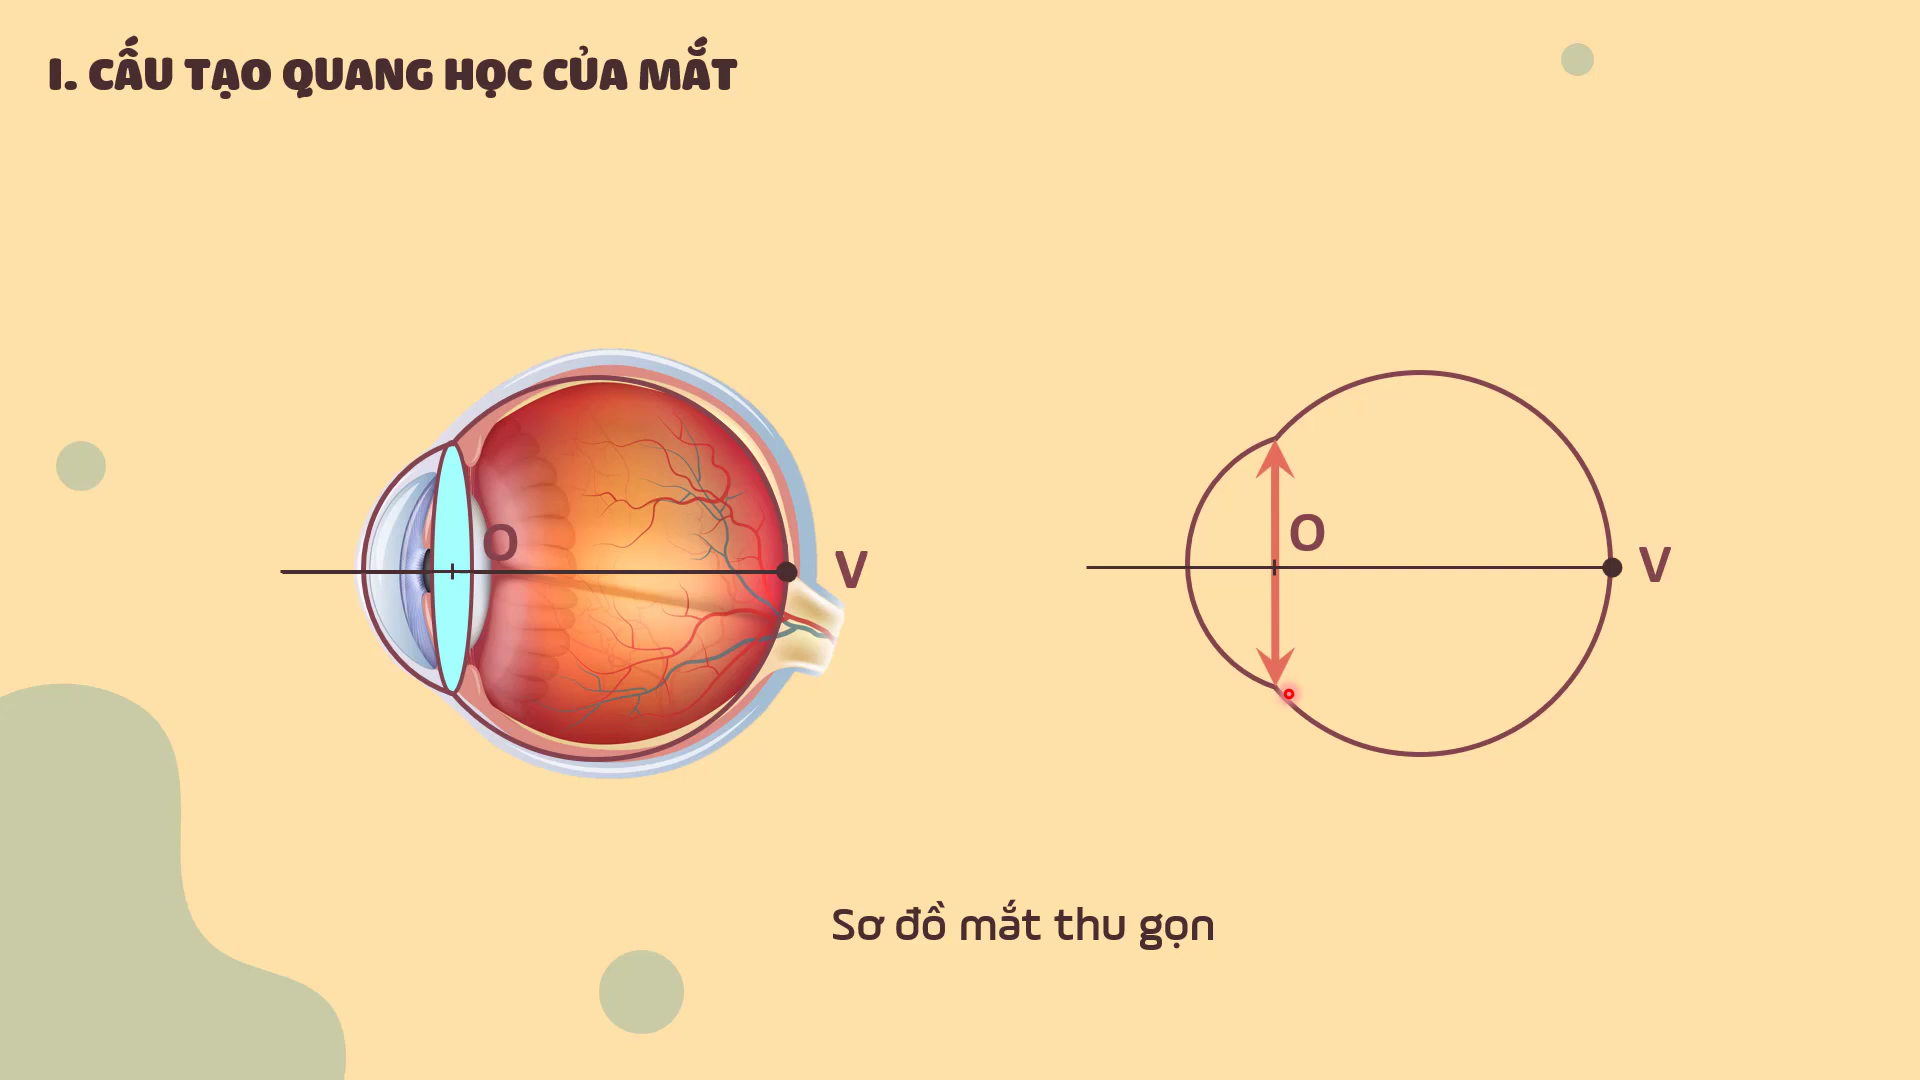 I. CẤU TẠO QUANG HỌC CỦA MẮT
O
V
O
V
Sơ đồ mắt thu gọn